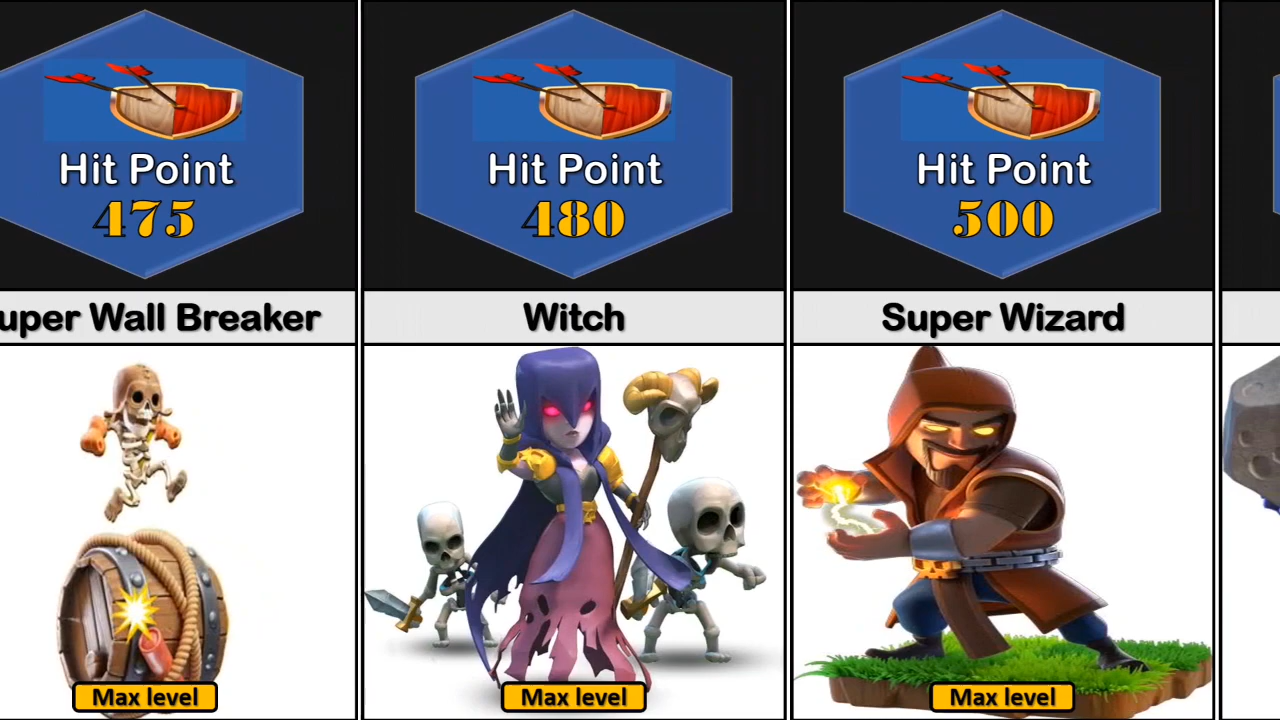 Hit Point
475
uper Wall Breaker
Max level
Hit Point
480
Witch
Max level
Hit Point
500
Super Wizard
Max level